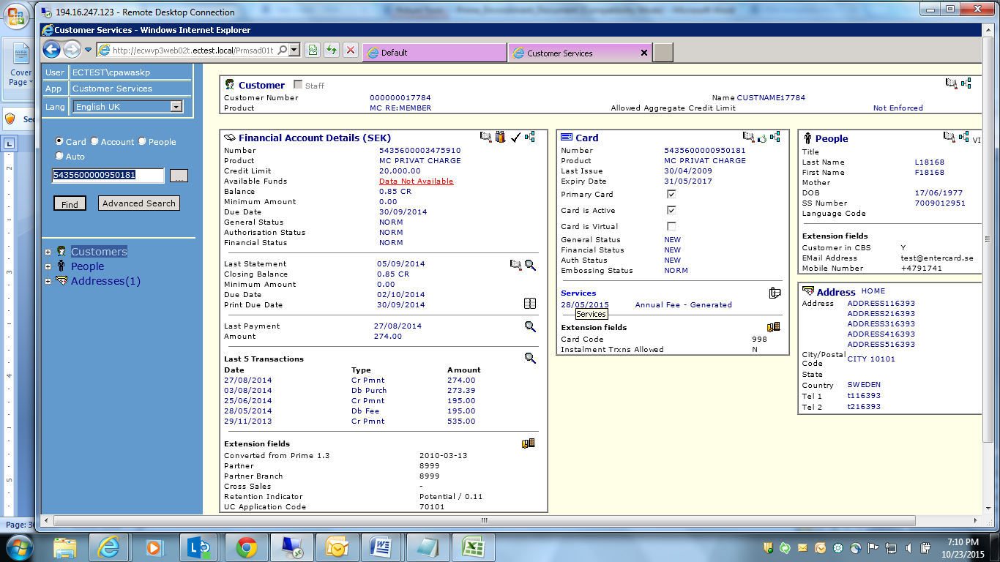 194.16.247.123 - Remote Desktop Connection
Customer Services - Windows Internet Explorer
http://ecwvp3web02t.ectest.local/Prmsad01t
Default
Customer Services
Cover
Page
User ECTEST\cpawaskp
App Customer Services
Lang English UK
Card Account People
Auto
5435600000950181
...
Find Advanced Search
Customers
People
Addresses(1)
Customer Staff
Customer Number 000000017784 Name CUSTNAME17784
Product MC RE:MEMBER Allowed Aggregate Credit Limit Not Enforced
Financial Account Details (SEK)
Number 5435600003475910
Product MC PRIVAT CHARGE
Credit Limit 20,000.00
Available Funds Data Not Available
Balance 0.85 CR
Minimum Amount 0.00
Due Date 30/09/2014
General Status NORM
Authorisation Status NORM
Financial Status NORM
Last Statement 05/09/2014
Closing Balance 0.85 CR
Minimum Amount 0.00
Due Date 02/10/2014
Print Due Date 30/09/2014
Last Payment 27/08/2014
Amount 274.00
Last 5 Transactions
Date Type Amount
27/08/2014 Cr Pmnt 274.00
03/08/2014 Db Purch 273.39
25/06/2014 Cr Pmnt 195.00
28/05/2014 Db Fee 195.00
29/11/2013 Cr Pmnt 535.00
Extension fields
Converted from Prime 1.3 2010-03-13
Partner 8999
Partner Branch 8999
Cross Sales -
Retention Indicator Potential / 0.11
UC Application Code 70101
Card
Number 5435600000950181
Product MC PRIVAT CHARGE
Last Issue 30/04/2009
Expiry Date 31/05/2017
Primary Card
Card is Active
Card is Virtual
General Status NEW
Financial Status NEW
Auth Status NEW
Embossing Status NORM
Services
28/05/2015 Annual Fee - Generated
Services
Extension fields
Card Code 998
Instalment Trxns Allowed N
People VI
Title
Last Name L18168
First Name F18168
Mother
DOB 17/06/1977
SS Number 7009012951
Language Code
Extension fields
Customer in CBS Y
EMail Address test@entercard.se
Mobile Number +4791741
Address HOME
Address ADDRESS116393
ADDRESS216393
ADDRESS316393
ADDRESS416393
ADDRESS516393
City/Postal
Code CITY 10101
State
Country SWEDEN
Tel 1 t116393
Tel 2 t216393
7:10 PM
10/23/2015